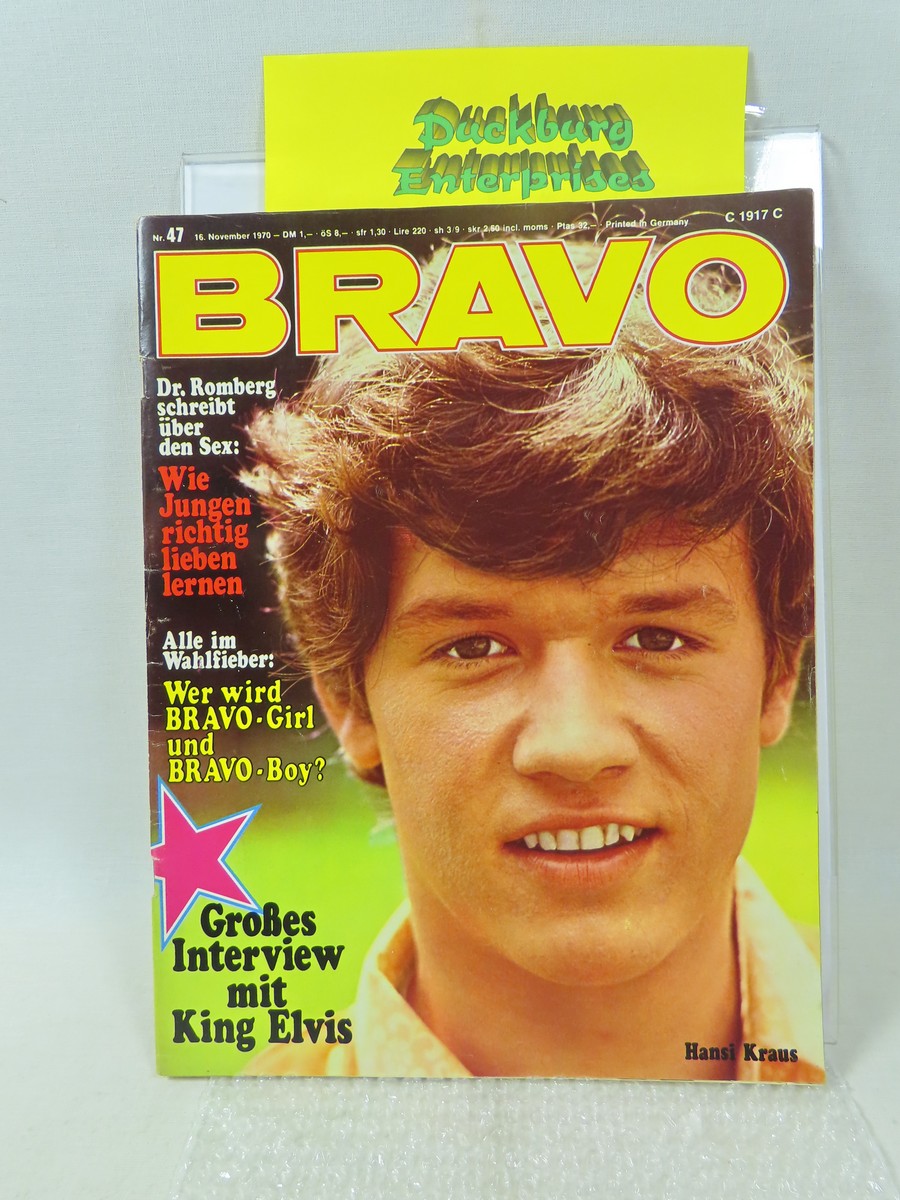 Duckburg
Enterprises
Nr. 47 16. November 1970 – DM 1,– · öS 8,– · sfr 1,30 · Lire 220 · sh 3/9 · skr 2,50 incl. moms · Ptas 32,– · Printed in Germany C 1917 C
BRAVO
Dr. Romberg
schreibt
über
den Sex:
Wie
Jungen
richtig
lieben
lernen
Alle im
Wahlfieber:
Wer wird
BRAVO-Girl
und
BRAVO-Boy?
Großes
Interview
mit
King Elvis
Hansi Kraus